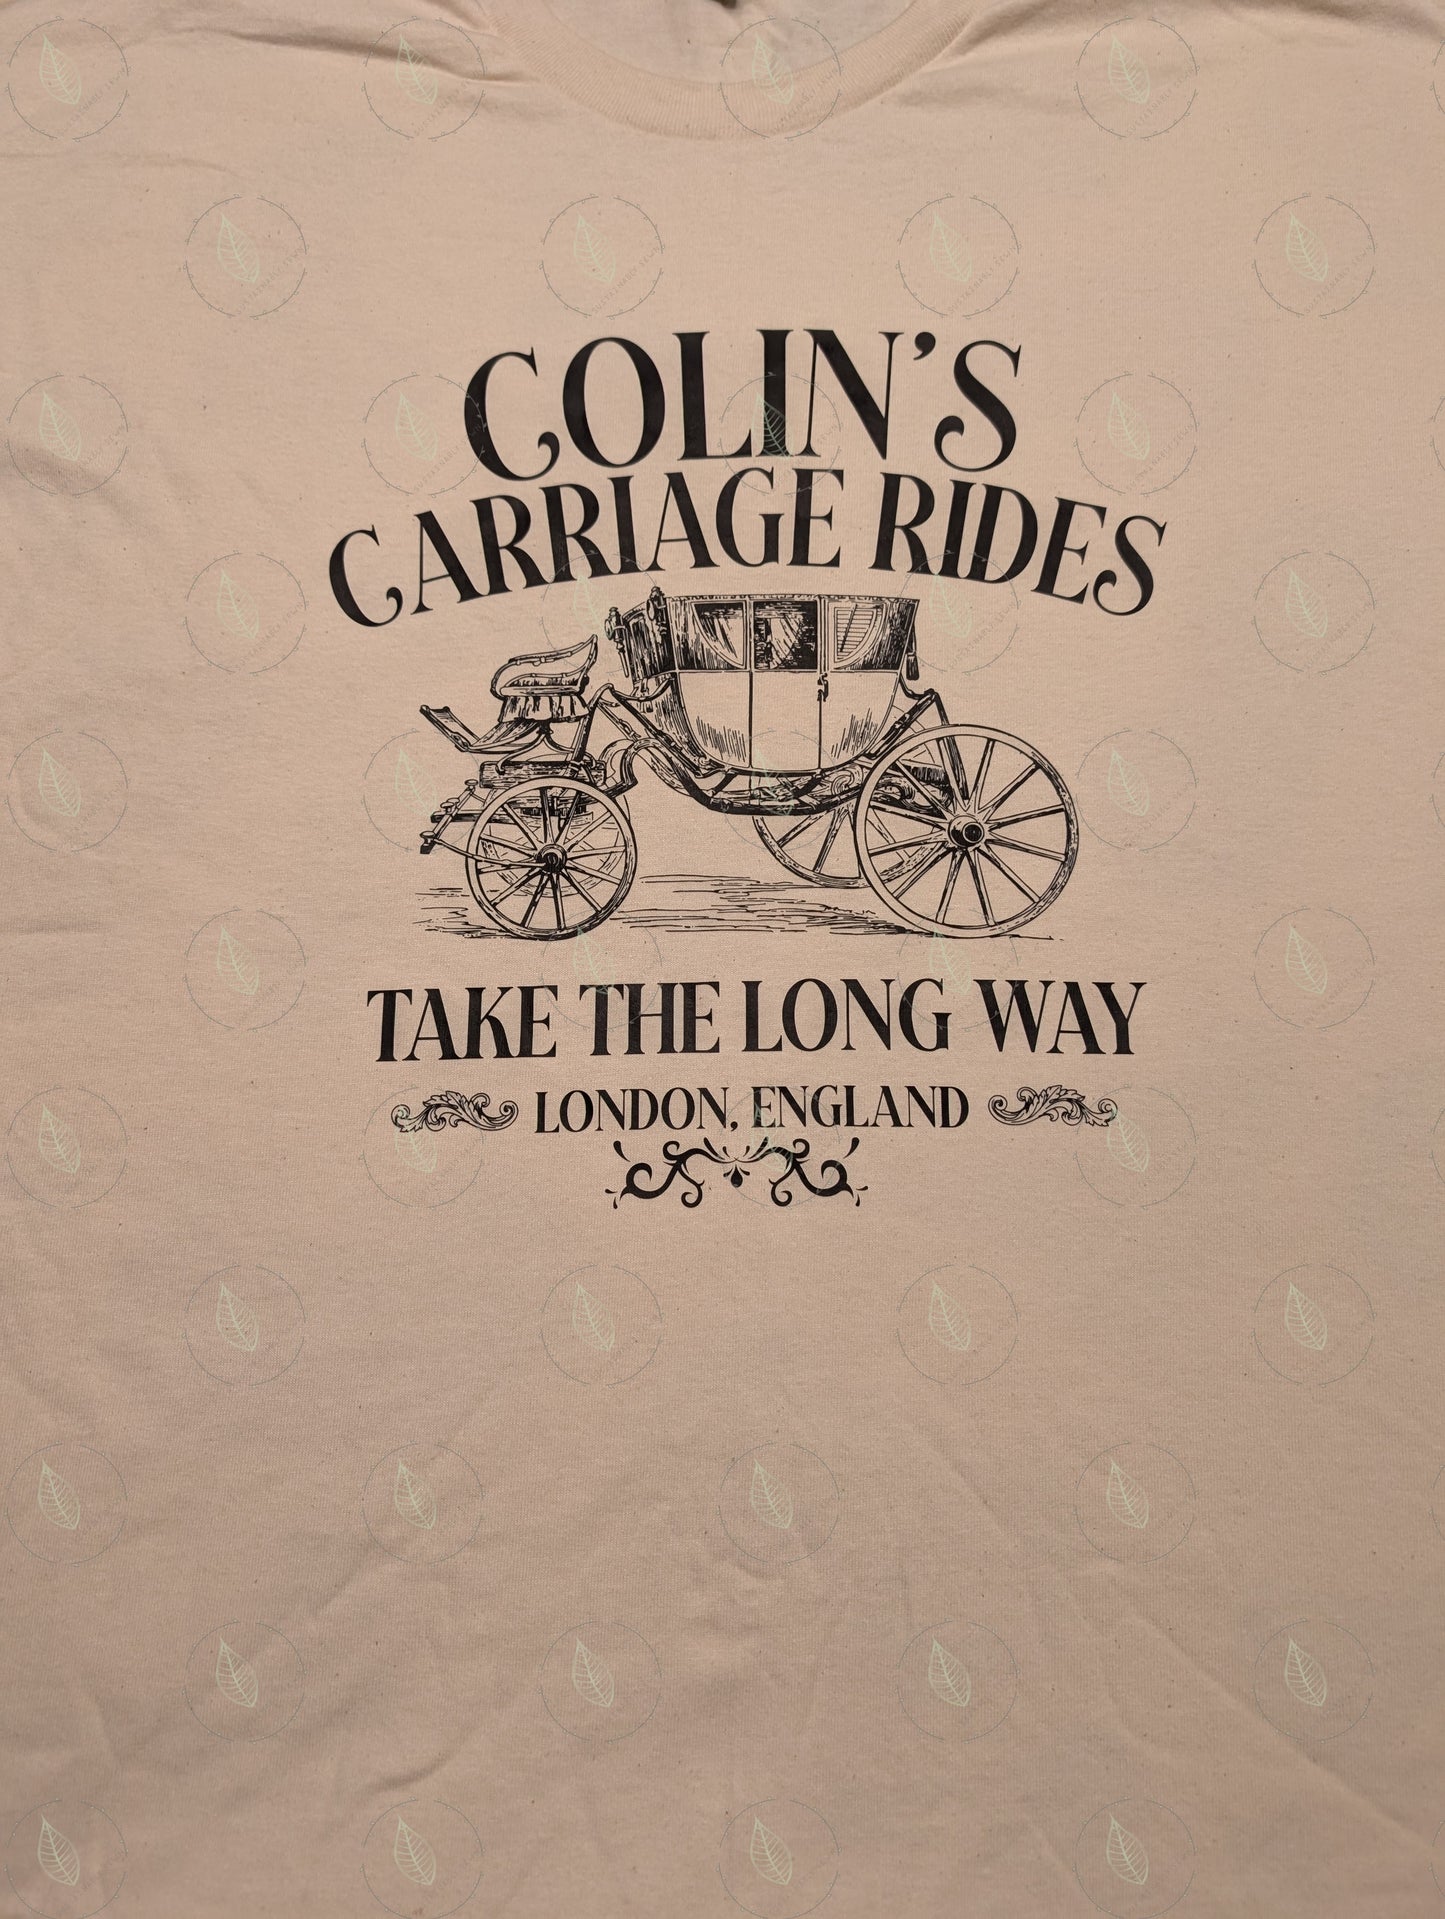 COLIN'S
CARRIAGE RIDES
TAKE THE LONG WAY
LONDON, ENGLAND